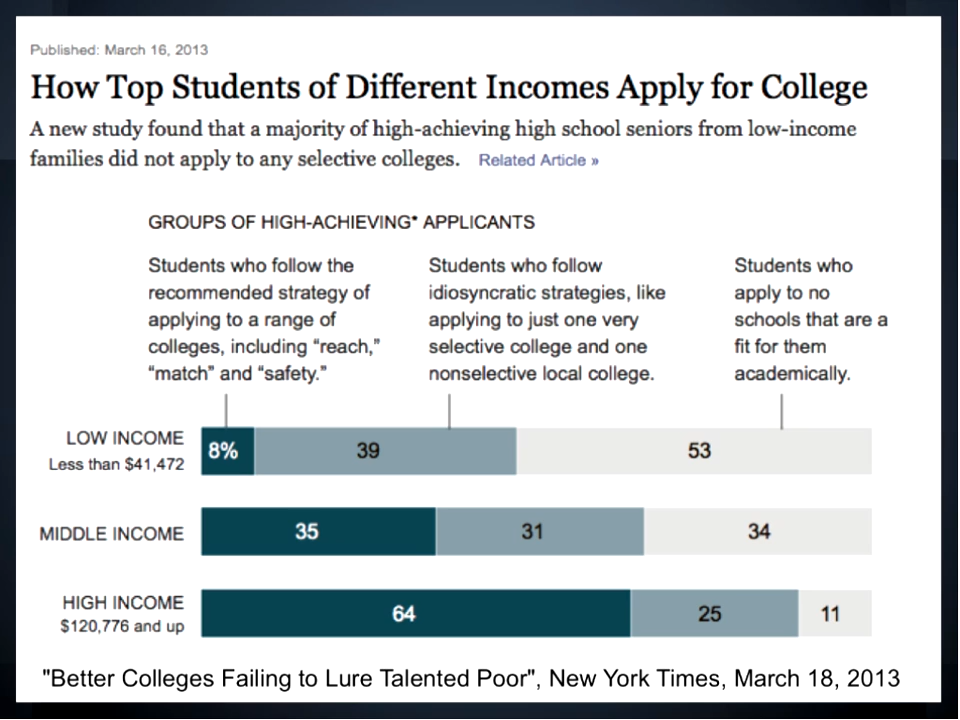 Published: March 16, 2013
How Top Students of Different Incomes Apply for College
A new study found that a majority of high-achieving high school seniors from low-income
families did not apply to any selective colleges. Related Article »
GROUPS OF HIGH-ACHIEVING* APPLICANTS
Students who follow the
recommended strategy of
applying to a range of
colleges, including “reach,”
“match” and “safety.”
Students who follow
idiosyncratic strategies, like
applying to just one very
selective college and one
nonselective local college.
Students who
apply to no
schools that are a
fit for them
academically.
LOW INCOME
Less than $41,472
8% 39 53
MIDDLE INCOME
35 31 34
HIGH INCOME
$120,776 and up
64 25 11
"Better Colleges Failing to Lure Talented Poor", New York Times, March 18, 2013